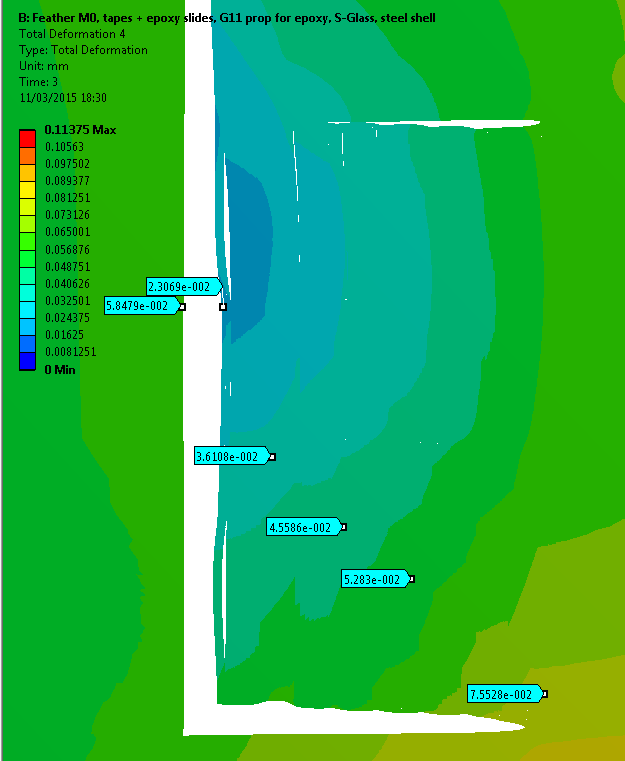 B: Feather M0, tapes + epoxy slides, G11 prop for epoxy, S-Glass, steel shell
Total Deformation 4
Type: Total Deformation
Unit: mm
Time: 3
11/03/2015 18:30
0.11375 Max
0.10563
0.097502
0.089377
0.081251
0.073126
0.065001
0.056876
0.048751
0.040626
0.032501
0.024375
0.01625
0.0081251
0 Min
2.3069e-002
5.8479e-002
3.6108e-002
4.5586e-002
5.283e-002
7.5528e-002